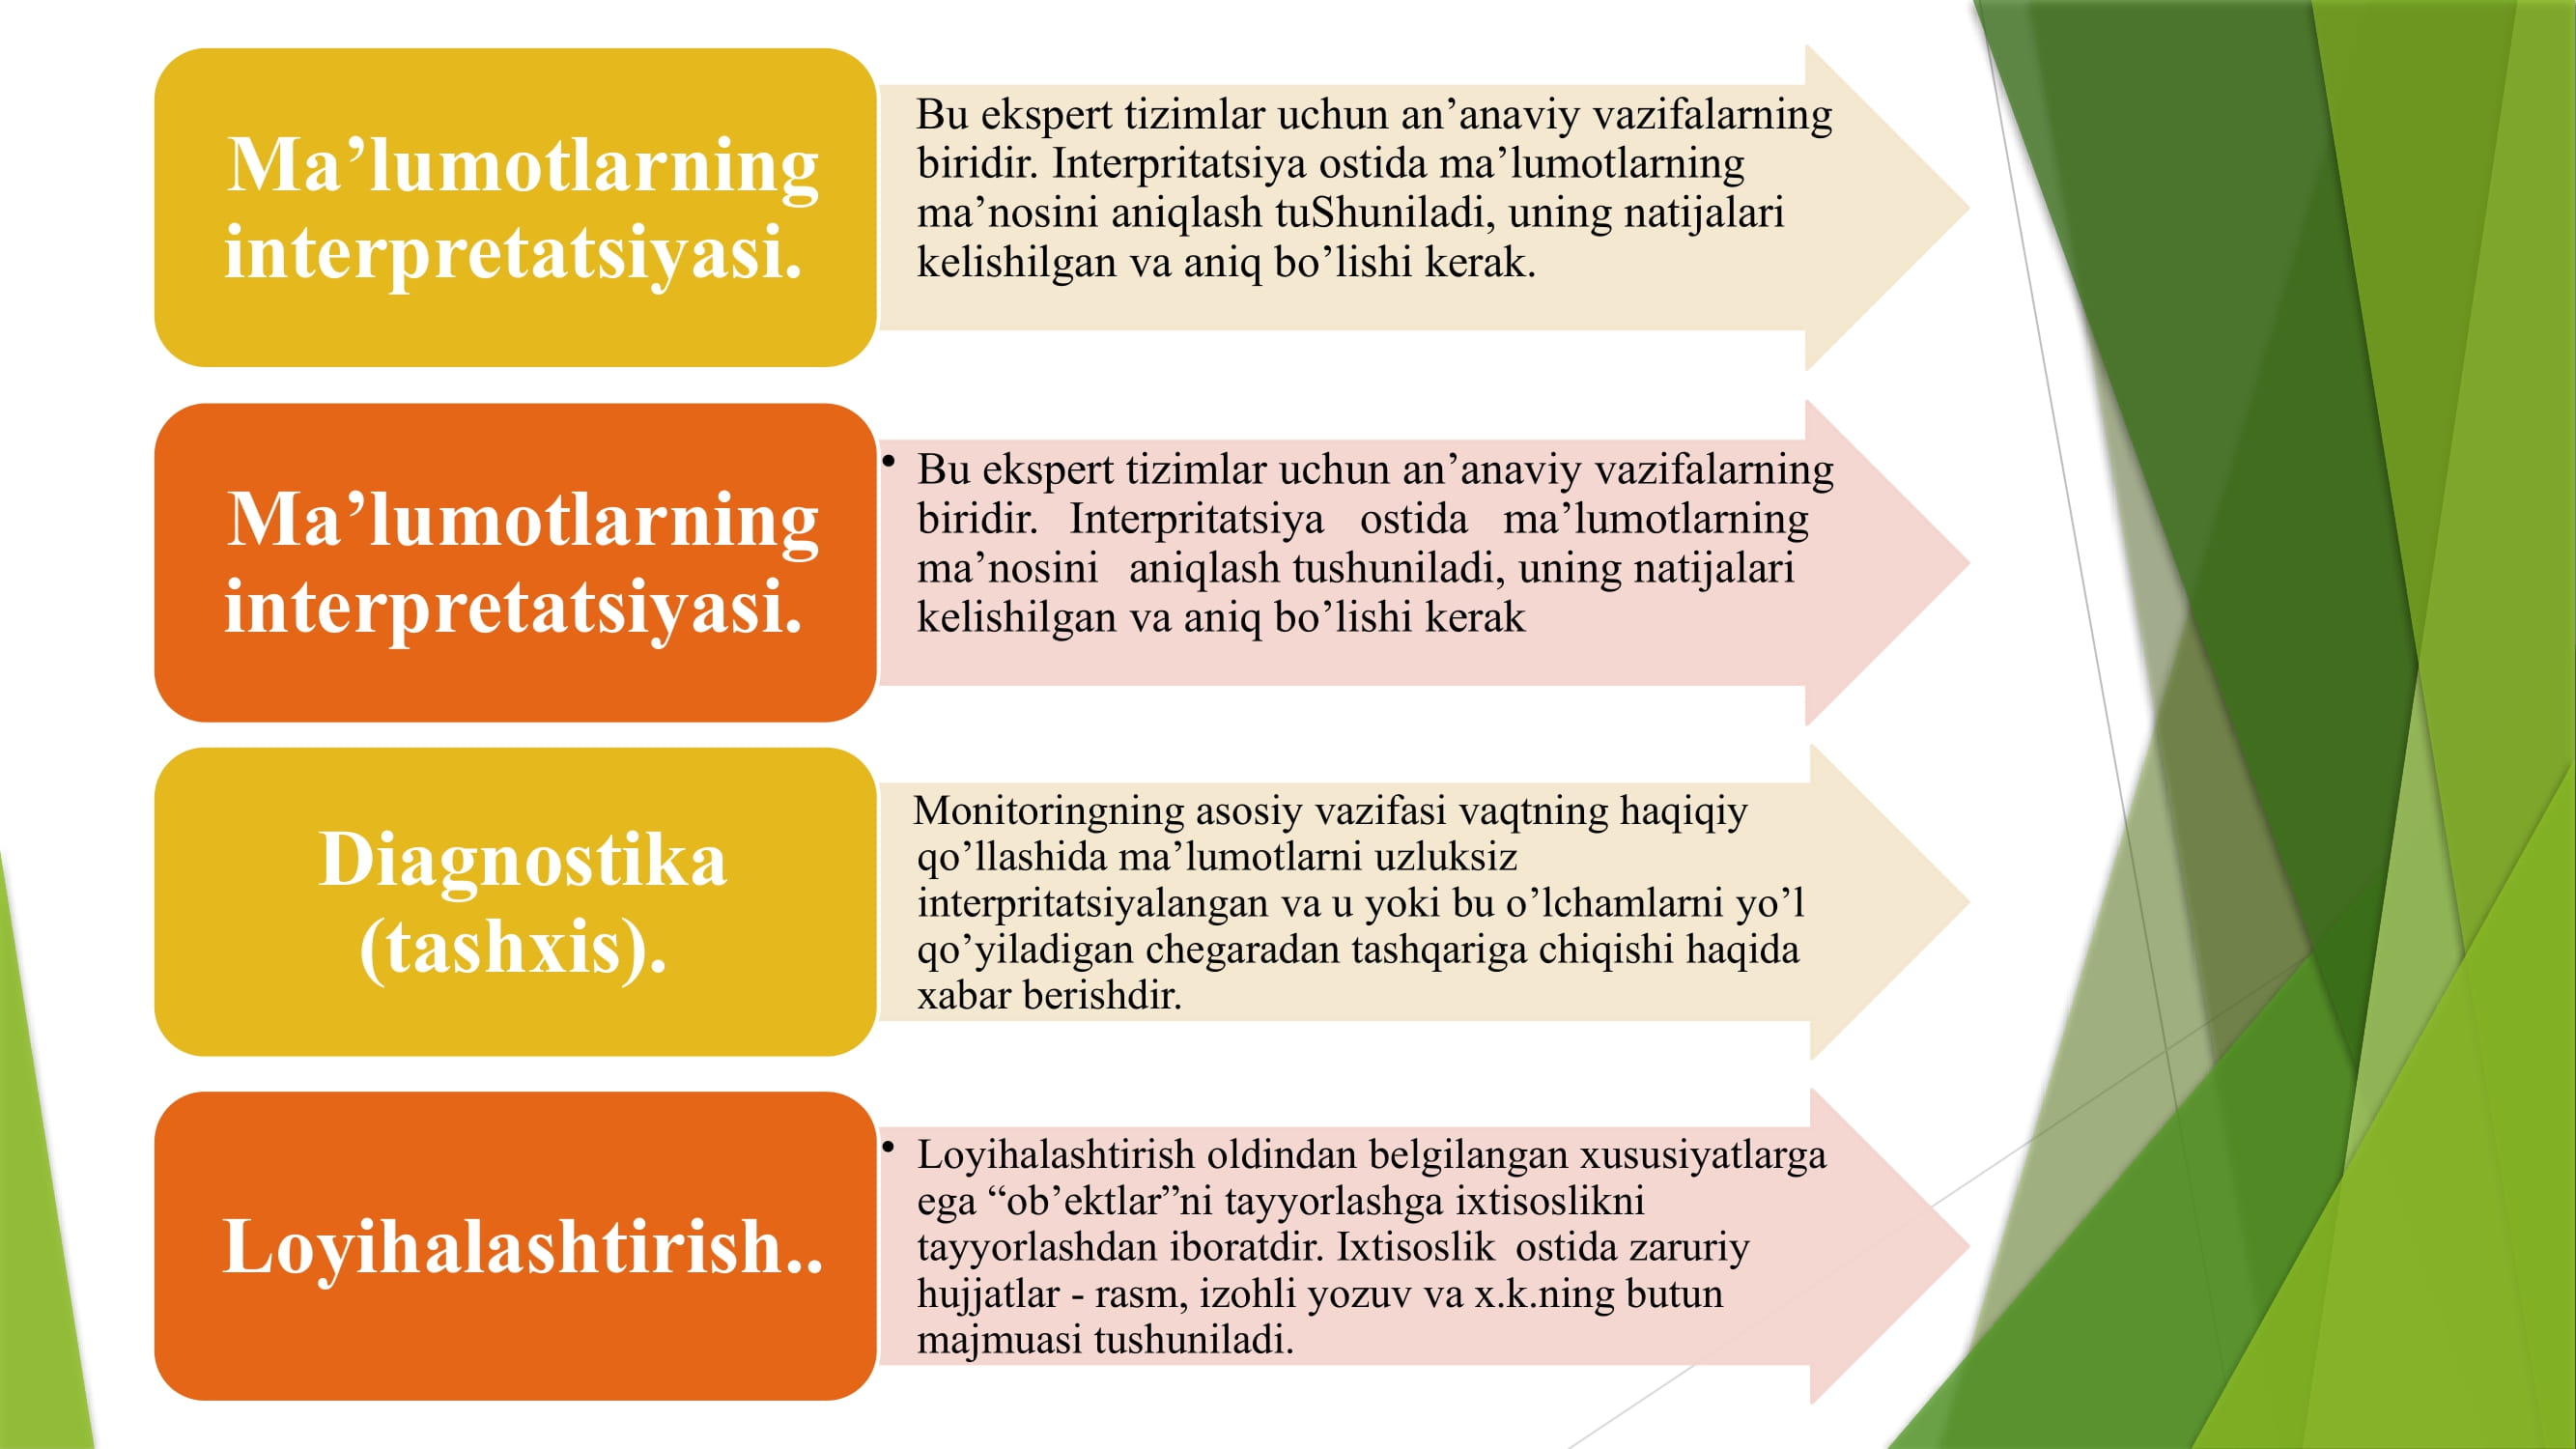 Ma’lumotlarning
interpretatsiyasi.
Bu ekspert tizimlar uchun an’anaviy vazifalarning
biridir. Interpritatsiya ostida ma’lumotlarning
ma’nosini aniqlash tuShuniladi, uning natijalari
kelishilgan va aniq bo’lishi kerak.
Ma’lumotlarning
interpretatsiyasi.
• Bu ekspert tizimlar uchun an’anaviy vazifalarning
biridir. Interpritatsiya ostida ma’lumotlarning
ma’nosini aniqlash tushuniladi, uning natijalari
kelishilgan va aniq bo’lishi kerak
Diagnostika
(tashxis).
Monitoringning asosiy vazifasi vaqtning haqiqiy
qo’llashida ma’lumotlarni uzluksiz
interpritatsiyalangan va u yoki bu o’lchamlarni yo’l
qo’yiladigan chegaradan tashqariga chiqishi haqida
xabar berishdir.
Loyihalashtirish..
• Loyihalashtirish oldindan belgilangan xususiyatlarga
ega “ob’ektlar”ni tayyorlashga ixtisoslikni
tayyorlashdan iboratdir. Ixtisoslik ostida zaruriy
hujjatlar - rasm, izohli yozuv va x.k.ning butun
majmuasi tushuniladi.